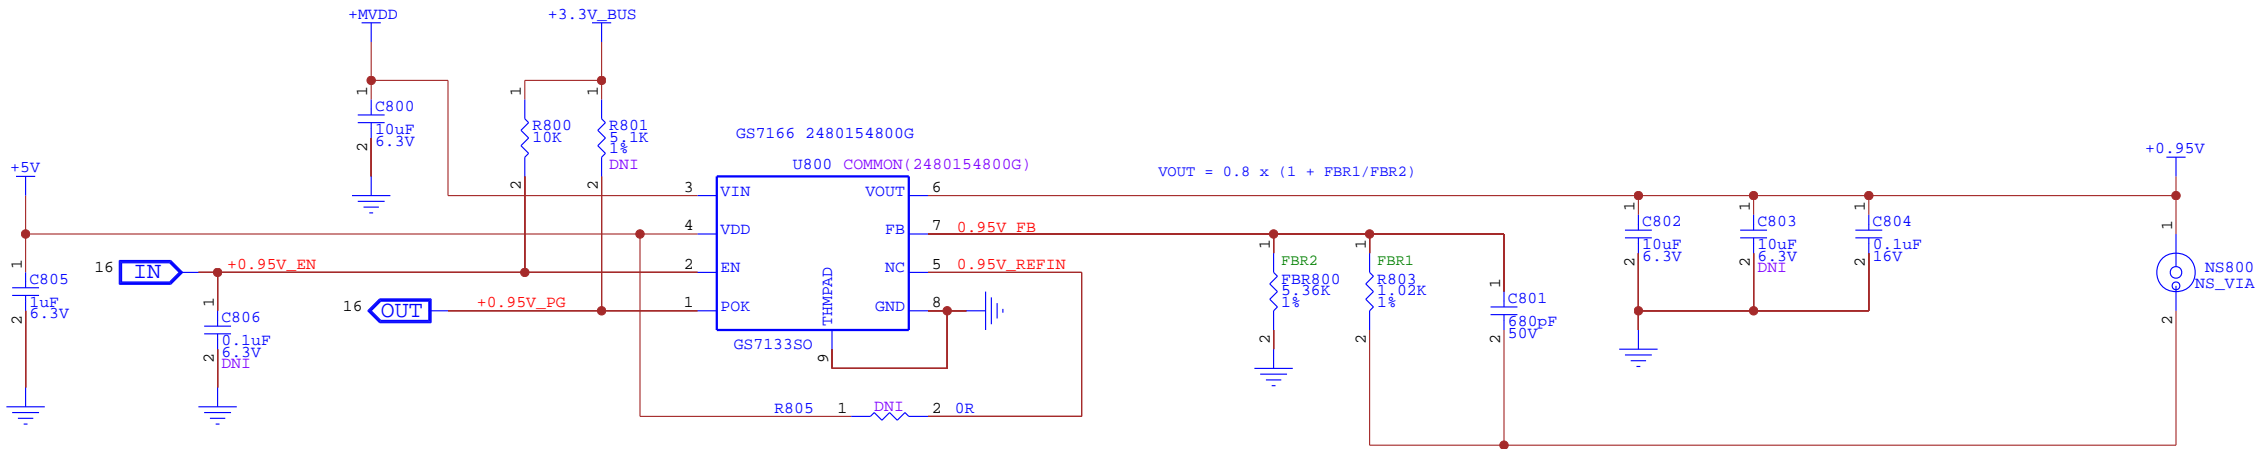 +MVDD
+3.3V_BUS
1
C800
10uF
6.3V
2
1
R800
10K
2
1
R801
5.1K
1%
DNI
2
GS7166 2480154800G
U800 COMMON(2480154800G)
VOUT = 0.8 x (1 + FBR1/FBR2)
+0.95V
+5V
3 VIN
VOUT 6
4 VDD
FB 7 0.95V_FB
2 EN
NC 5 0.95V_REFIN
1 POK
GND 8
THMPAD
9
GS7133SO
16 IN +0.95V_EN
16 OUT +0.95V_PG
1
C805
1uF
6.3V
2
1
C806
0.1uF
6.3V
2
DNI
R805 1 DNI 2 0R
1
FBR2
FBR800
5.36K
1%
2
1
FBR1
R803
1.02K
1%
2
1
C801
680pF
50V
2
1
C802
10uF
6.3V
2
1
C803
10uF
6.3V
DNI
2
1
C804
0.1uF
16V
2
1
NS800
NS_VIA
2